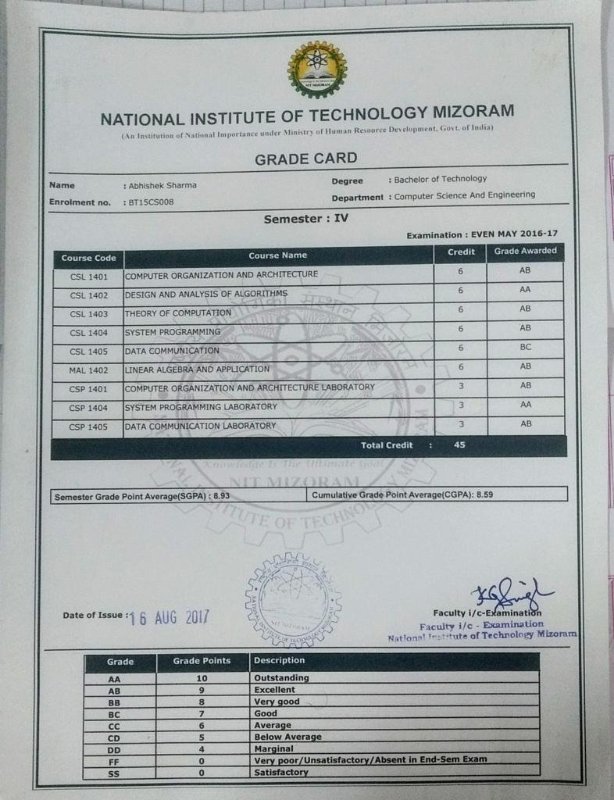 NATIONAL INSTITUTE OF TECHNOLOGY MIZORAM
(An Institution of National Importance under Ministry of Human Resource Development, Govt. of India)
GRADE CARD
Name : Abhishek Sharma Degree : Bachelor of Technology
Enrolment no. : BT15CS008 Department : Computer Science And Engineering
Semester : IV
Examination : EVEN MAY 2016-17
Course Code Course Name Credit Grade Awarded
CSL 1401 COMPUTER ORGANIZATION AND ARCHITECTURE 6 AB
CSL 1402 DESIGN AND ANALYSIS OF ALGORITHMS 6 AA
CSL 1403 THEORY OF COMPUTATION 6 AB
CSL 1404 SYSTEM PROGRAMMING 6 AB
CSL 1405 DATA COMMUNICATION 6 BC
MAL 1402 LINEAR ALGEBRA AND APPLICATION 6 AB
CSP 1401 COMPUTER ORGANIZATION AND ARCHITECTURE LABORATORY 3 AB
CSP 1404 SYSTEM PROGRAMMING LABORATORY 3 AA
CSP 1405 DATA COMMUNICATION LABORATORY 3 AB
Total Credit : 45
Knowledge Is The Ultimate Goal
NIT MIZORAM
NATIONAL INSTITUTE OF TECHNOLOGY MIZORAM
Semester Grade Point Average(SGPA) : 8.93 Cumulative Grade Point Average(CGPA): 8.59
Date of Issue : 16 AUG 2017
Faculty i/c-Examination
Faculty i/c - Examination
National Institute of Technology Mizoram
Grade Grade Points Description
AA 10 Outstanding
AB 9 Excellent
BB 8 Very good
BC 7 Good
CC 6 Average
CD 5 Below Average
DD 4 Marginal
FF 0 Very poor/Unsatisfactory/Absent in End-Sem Exam
SS 0 Satisfactory